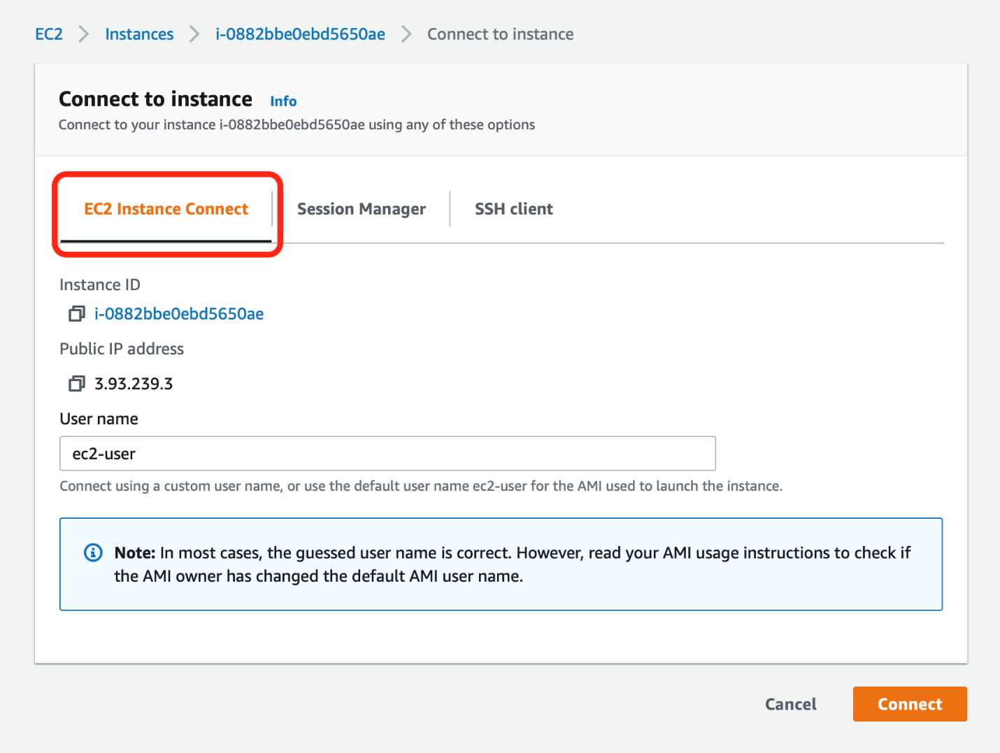 EC2 Instances i-0882bbe0ebd5650ae Connect to instance
Connect to instance Info
Connect to your instance i-0882bbe0ebd5650ae using any of these options
EC2 Instance Connect Session Manager SSH client
Instance ID
i-0882bbe0ebd5650ae
Public IP address
3.93.239.3
User name
ec2-user
Connect using a custom user name, or use the default user name ec2-user for the AMI used to launch the instance.
Note: In most cases, the guessed user name is correct. However, read your AMI usage instructions to check if
the AMI owner has changed the default AMI user name.
Cancel Connect